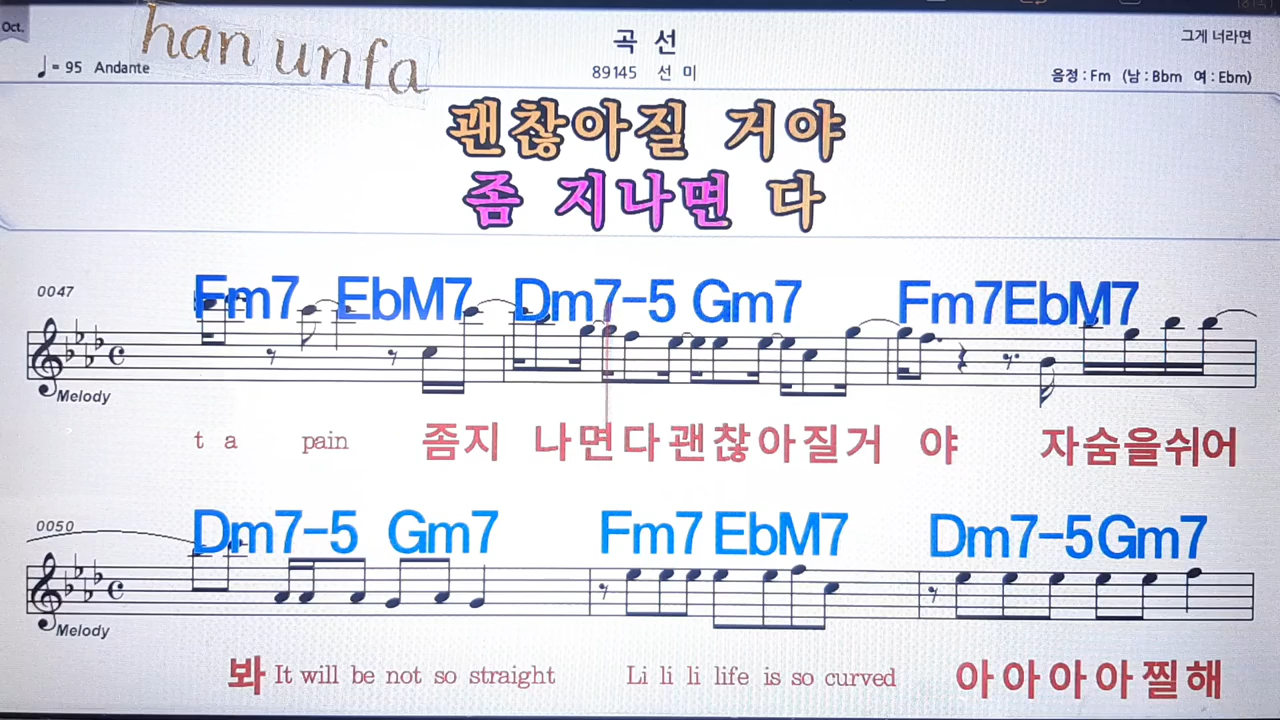 Oct.
han unfa
곡 선
그게 너라면
♩= 95 Andante
89145 선 미
음정 : Fm (남 : Bbm 여 : Ebm)
괜찮아질 거야
좀 지나면 다
0047
Fm7 EbM7 Dm7-5 Gm7 Fm7 EbM7
Melody
t a pain 좀지 나면다괜찮아질거 야 자숨을쉬어
0050
Dm7-5 Gm7 Fm7 EbM7 Dm7-5 Gm7
Melody
봐 It will be not so straight Li li li life is so curved 아아아아찔해